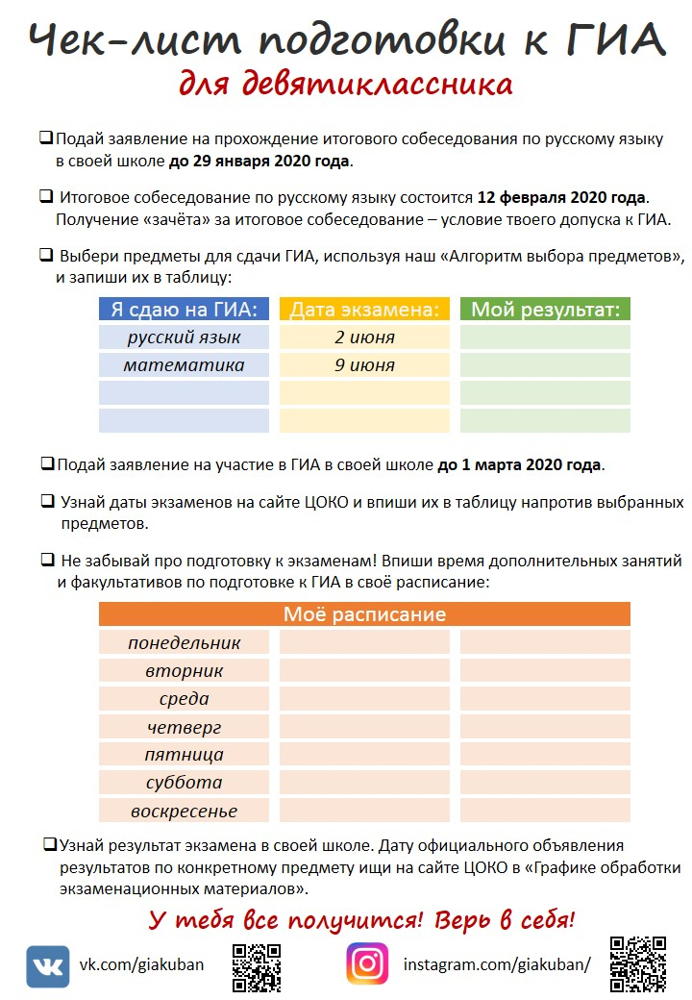 Чек-лист подготовки к ГИА
для девятиклассника
❑Подай заявление на прохождение итогового собеседования по русскому языку
в своей школе до 29 января 2020 года.
❑ Итоговое собеседование по русскому языку состоится 12 февраля 2020 года.
Получение «зачёта» за итоговое собеседование – условие твоего допуска к ГИА.
❑ Выбери предметы для сдачи ГИА, используя наш «Алгоритм выбора предметов»,
и запиши их в таблицу:
Я сдаю на ГИА: Дата экзамена: Мой результат:
русский язык 2 июня
математика 9 июня
❑Подай заявление на участие в ГИА в своей школе до 1 марта 2020 года.
❑ Узнай даты экзаменов на сайте ЦОКО и впиши их в таблицу напротив выбранных
предметов.
❑ Не забывай про подготовку к экзаменам! Впиши время дополнительных занятий
и факультативов по подготовке к ГИА в своё расписание:
Моё расписание
понедельник
вторник
среда
четверг
пятница
суббота
воскресенье
❑Узнай результат экзамена в своей школе. Дату официального объявления
результатов по конкретному предмету ищи на сайте ЦОКО в «Графике обработки
экзаменационных материалов».
У тебя все получится! Верь в себя!
vk.com/giakuban instagram.com/giakuban/